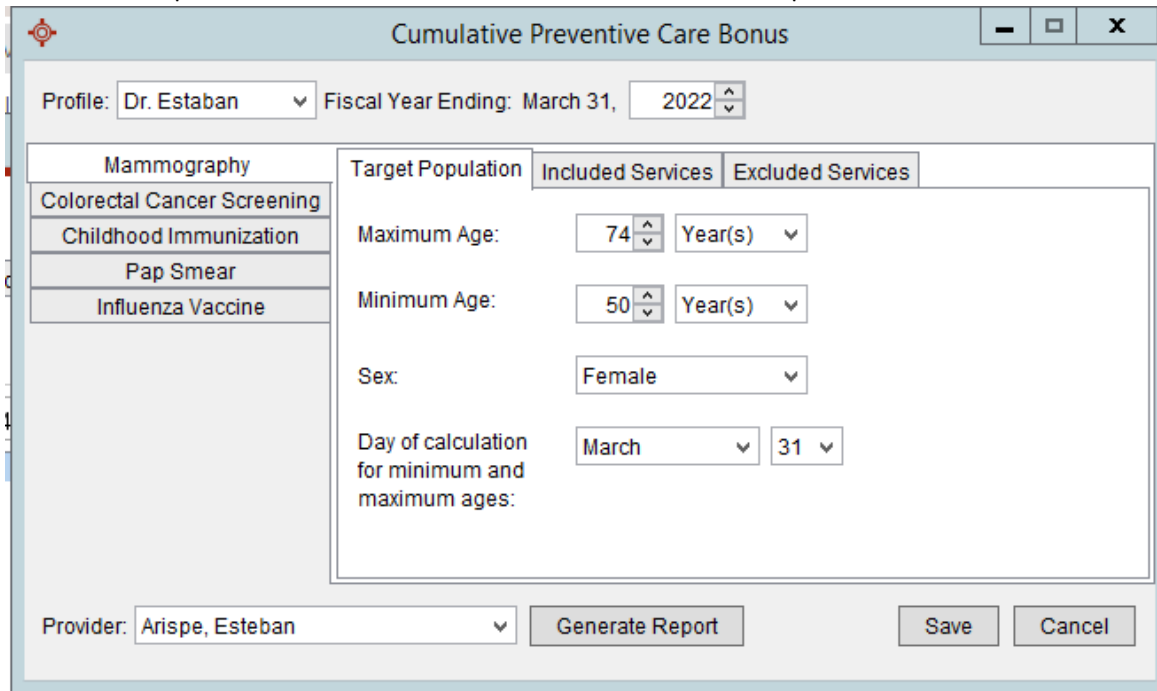 Cumulative Preventive Care Bonus
Profile: Dr. Estaban Fiscal Year Ending: March 31, 2022
Mammography
Colorectal Cancer Screening
Childhood Immunization
Pap Smear
Influenza Vaccine
Target Population Included Services Excluded Services
Maximum Age: 74 Year(s)
Minimum Age: 50 Year(s)
Sex: Female
Day of calculation March 31
for minimum and
maximum ages:
Provider: Arispe, Esteban Generate Report Save Cancel